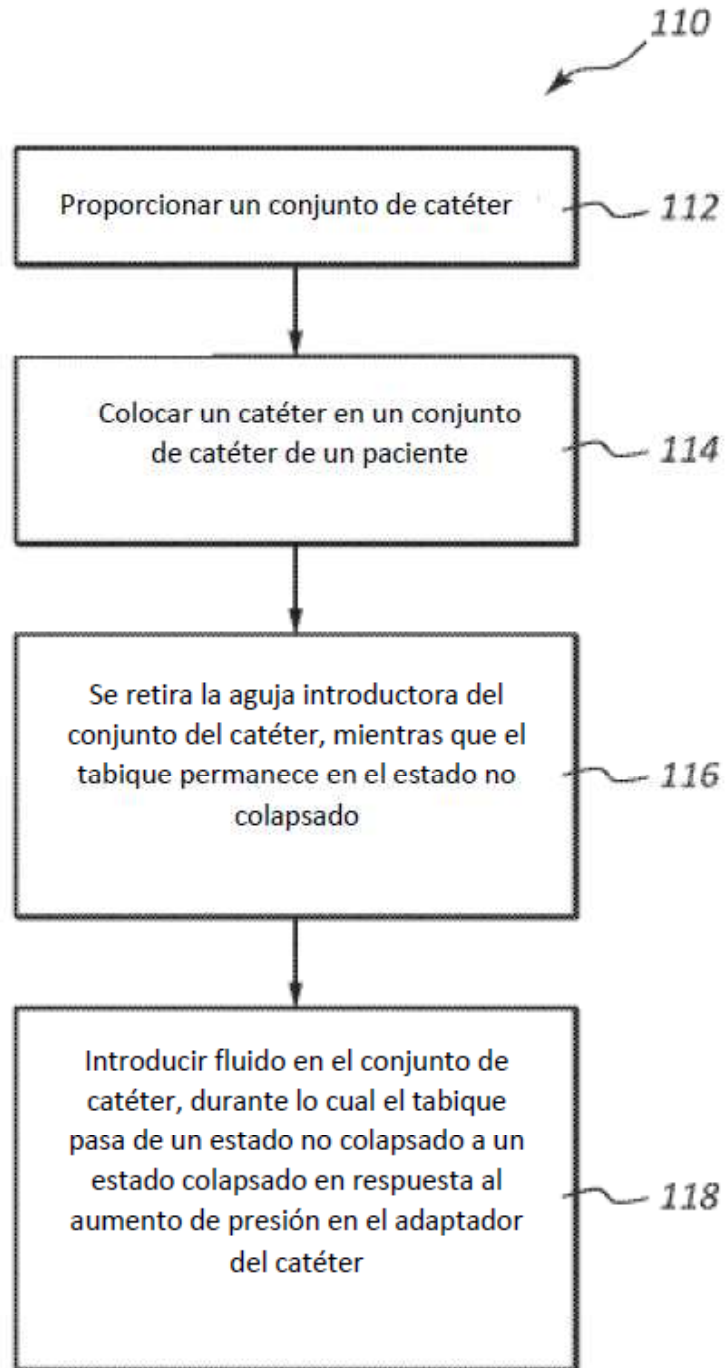 110
Proporcionar un conjunto de catéter
112
Colocar un catéter en un conjunto
de catéter de un paciente
114
Se retira la aguja introductora del
conjunto del catéter, mientras que el
tabique permanece en el estado no
colapsado
116
Introducir fluido en el conjunto de
catéter, durante lo cual el tabique
pasa de un estado no colapsado a un
estado colapsado en respuesta al
aumento de presión en el adaptador
del catéter
118